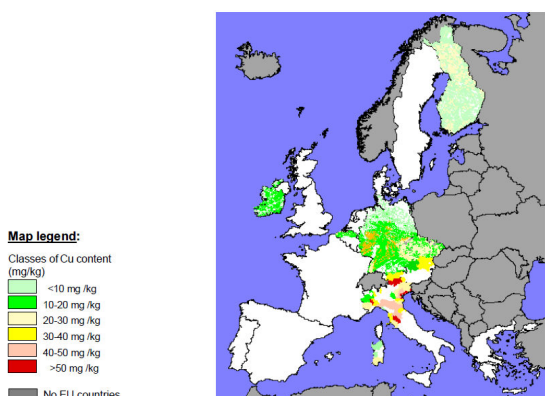 Map legend:
Classes of Cu content
(mg/kg)
<10 mg /kg
10-20 mg /kg
20-30 mg /kg
30-40 mg /kg
40-50 mg /kg
>50 mg /kg
No EU countries